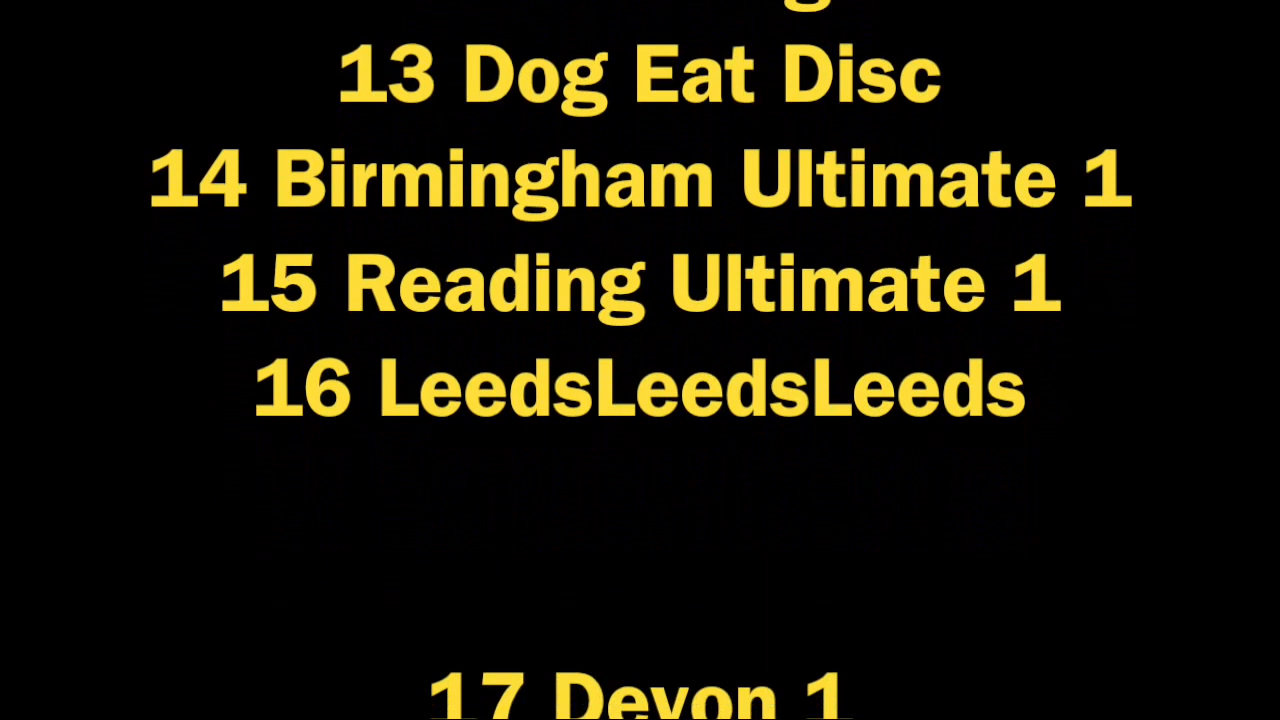 13 Dog Eat Disc
14 Birmingham Ultimate 1
15 Reading Ultimate 1
16 LeedsLeedsLeeds
17 Devon 1